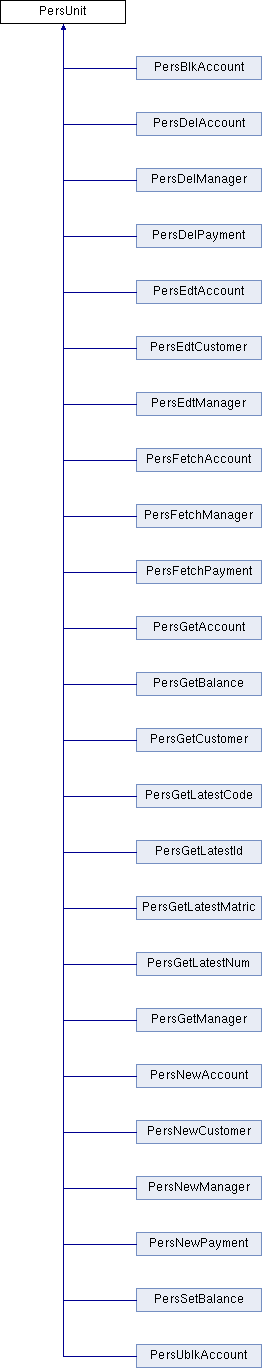 PersUnit
PersBlkAccount
PersDelAccount
PersDelManager
PersDelPayment
PersEdtAccount
PersEdtCustomer
PersEdtManager
PersFetchAccount
PersFetchManager
PersFetchPayment
PersGetAccount
PersGetBalance
PersGetCustomer
PersGetLatestCode
PersGetLatestId
PersGetLatestMatric
PersGetLatestNum
PersGetManager
PersNewAccount
PersNewCustomer
PersNewManager
PersNewPayment
PersSetBalance
PersUblkAccount